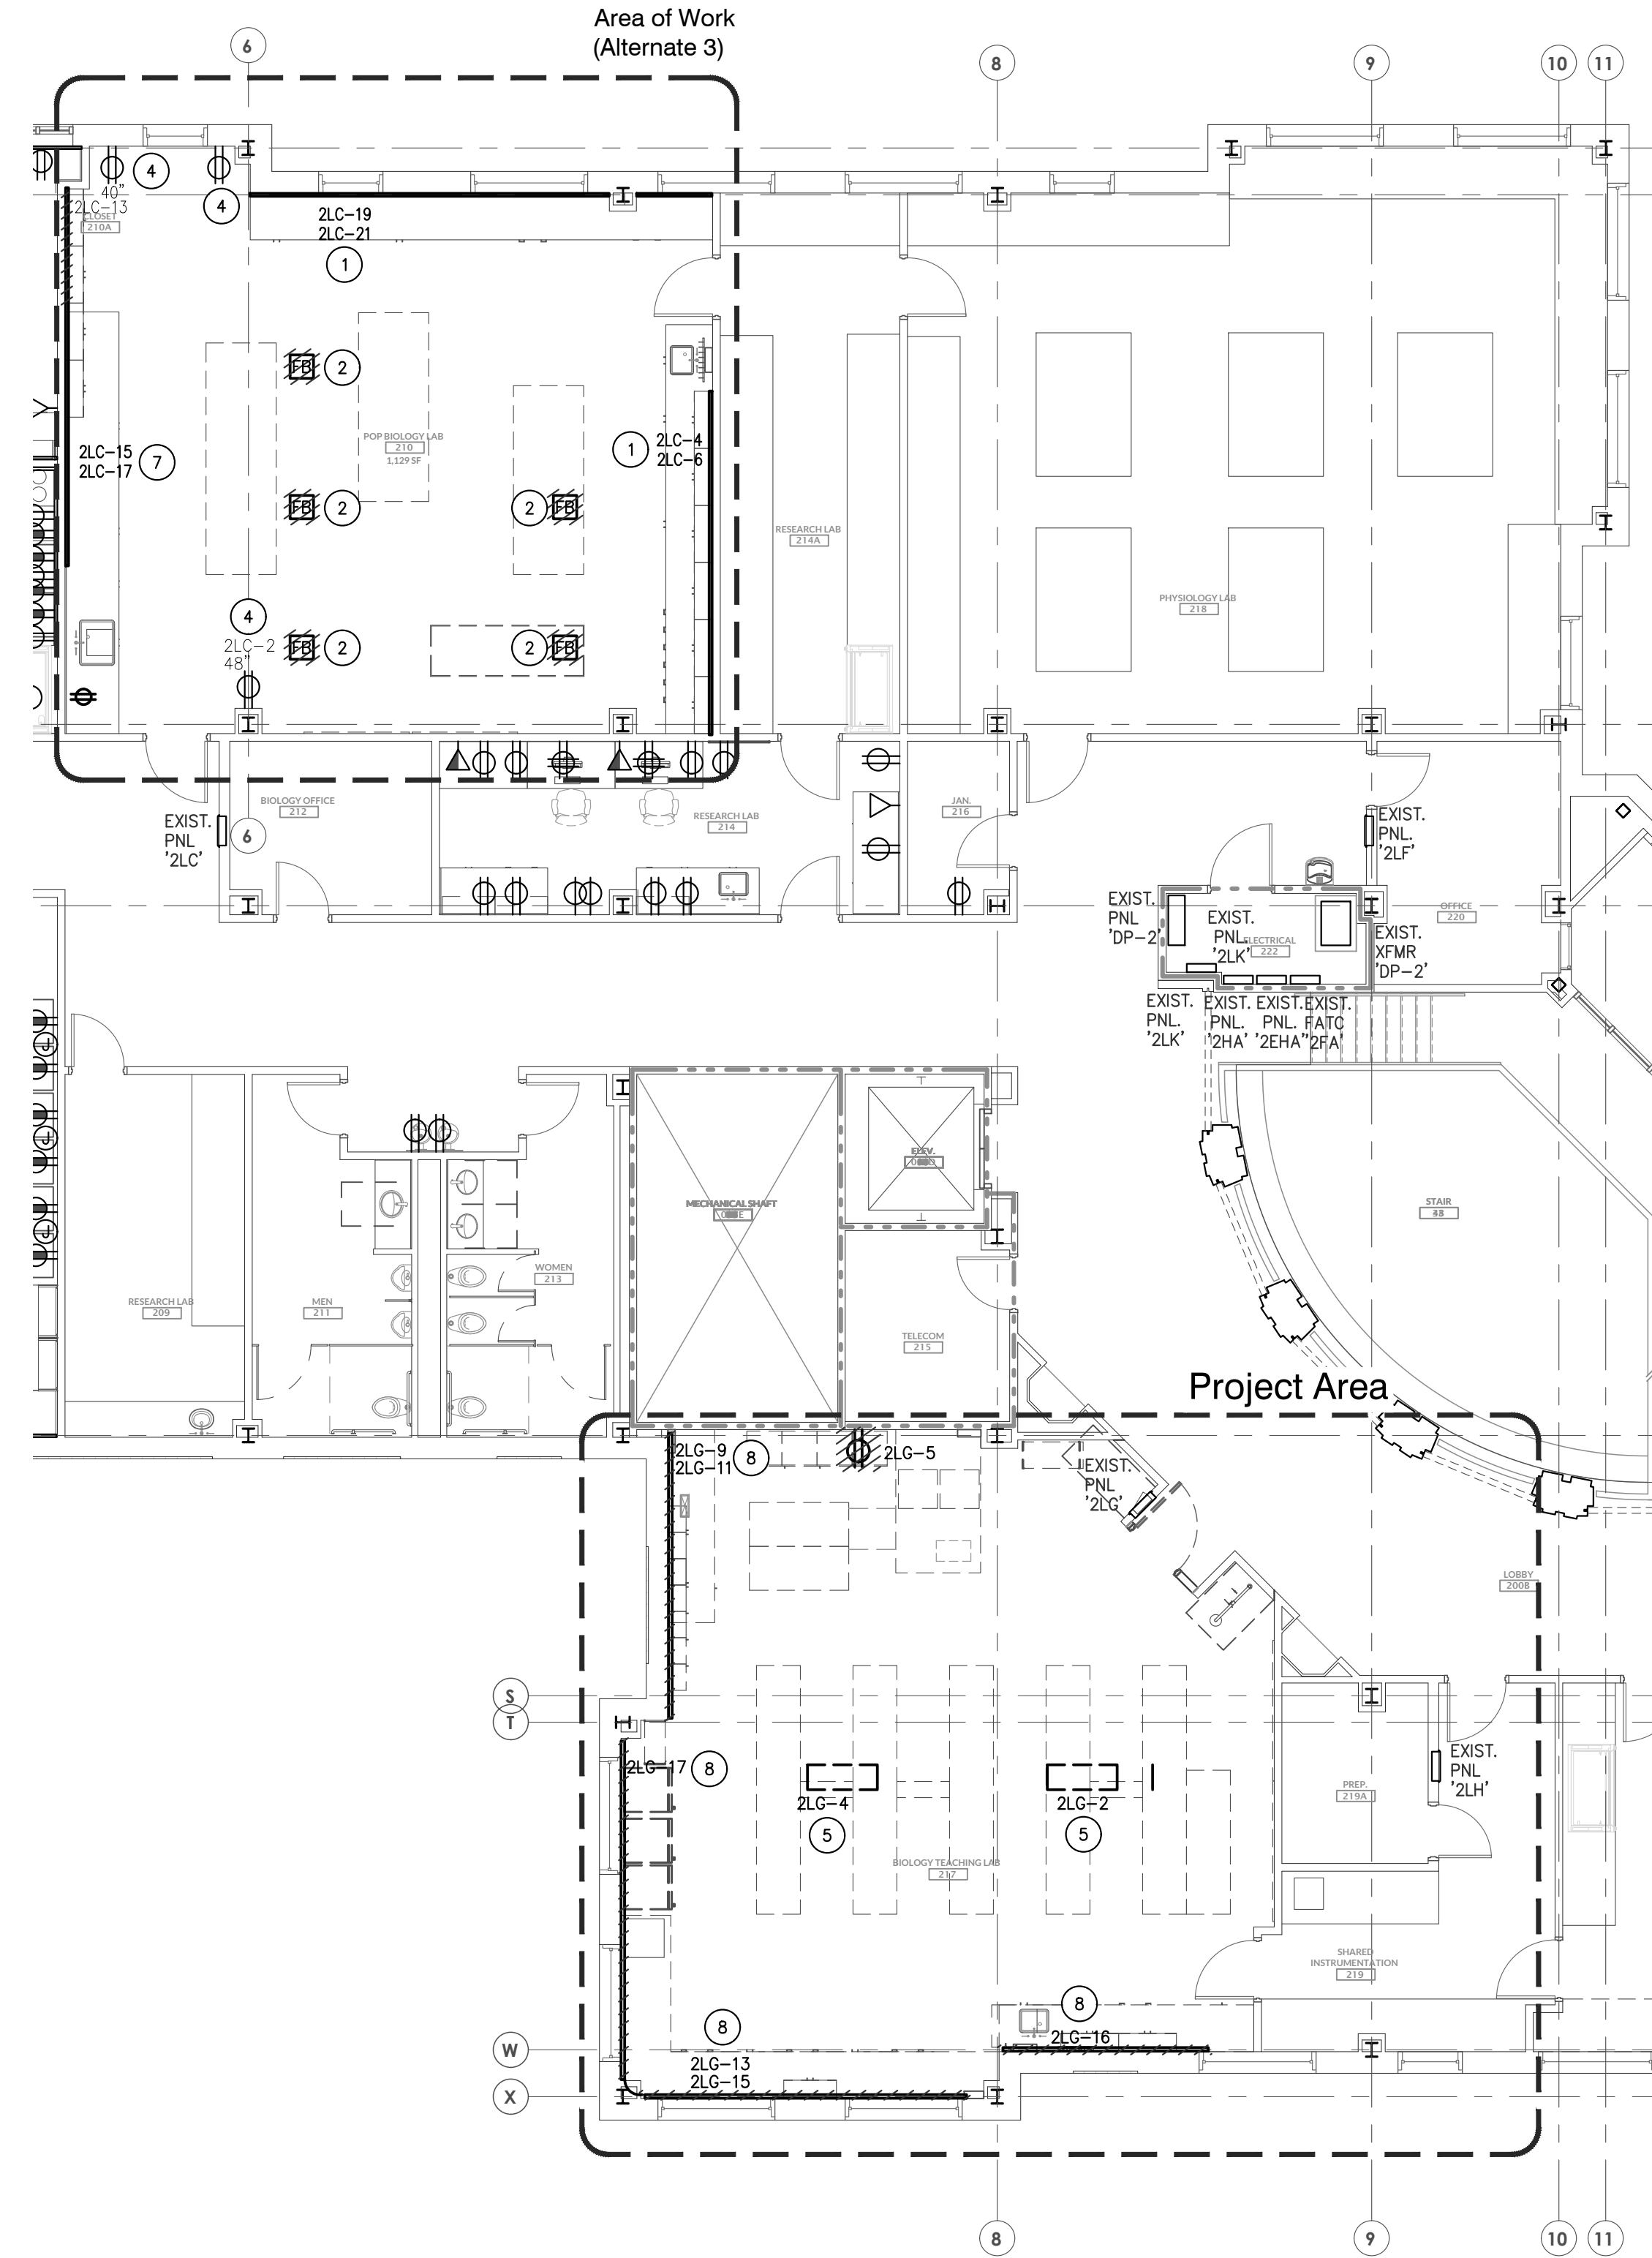 Area of Work
(Alternate 3)
6
8
9
10
11
4
40"
2LC-13
CLOSET
210A
4
2LC-19
2LC-21
1
FB
2
POP BIOLOGY LAB
210
1,129 SF
1
2LC-4
2LC-6
2LC-15
2LC-17
7
FB
2
2
FB
RESEARCH LAB
214A
PHYSIOLOGY LAB
218
4
2LC-2
48"
FB
2
2
FB
BIOLOGY OFFICE
212
RESEARCH LAB
214
JAN.
216
EXIST.
PNL
'2LC'
6
EXIST.
PNL.
'2LF'
EXIST.
PNL
'DP-2'
EXIST.
PNL.
'2LK'
ELECTRICAL
222
OFFICE
220
EXIST.
XFMR
'DP-2'
EXIST.
PNL.
'2LK'
EXIST.
PNL.
'2HA'
EXIST.
PNL.
'2EHA'
EXIST.
FATC
'2FA'
ELEV.
MECHANICAL SHAFT
STAIR
WOMEN
213
RESEARCH LAB
209
MEN
211
TELECOM
215
Project Area
2LG-9
2LG-11
8
2LG-5
EXIST.
PNL
'2LG'
LOBBY
200B
S
T
2LG-17
8
2LG-4
5
2LG-2
5
PREP.
219A
EXIST.
PNL
'2LH'
BIOLOGY TEACHING LAB
217
SHARED
INSTRUMENTATION
219
8
2LG-16
8
2LG-13
2LG-15
W
X
8
9
10
11